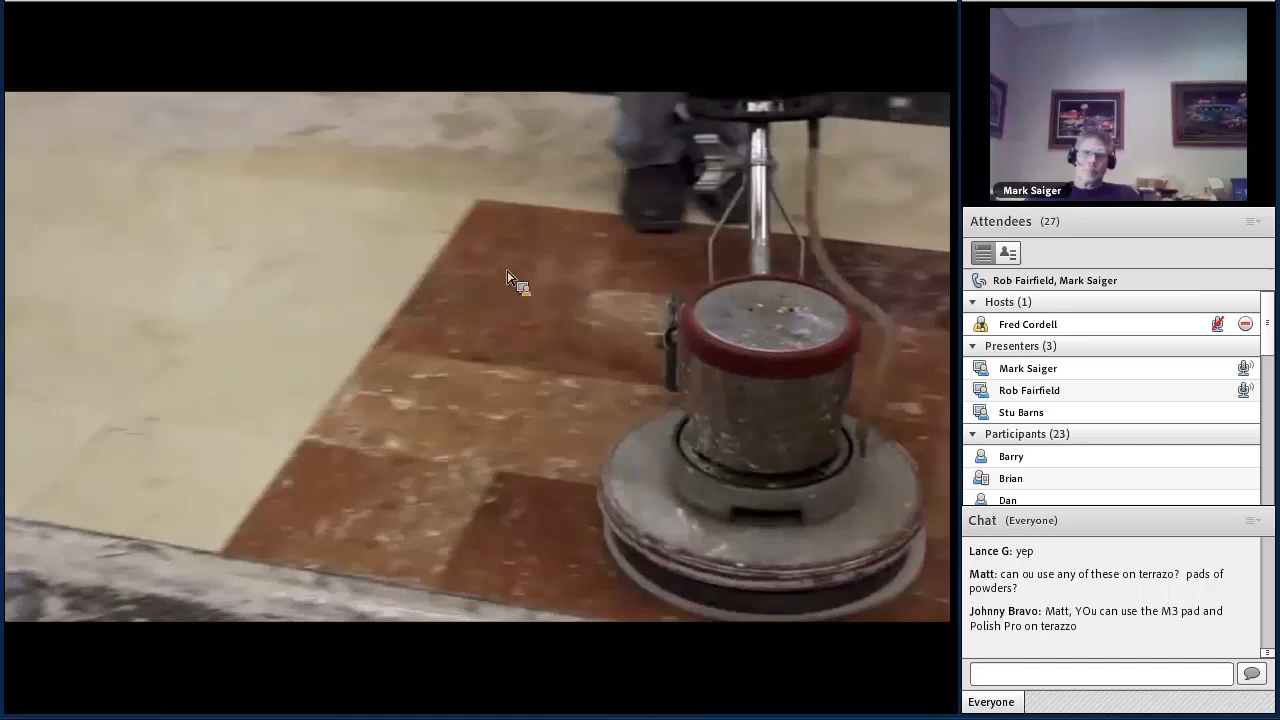 Mark Saiger
Attendees (27)
Rob Fairfield, Mark Saiger
Hosts (1)
Fred Cordell
Presenters (3)
Mark Saiger
Rob Fairfield
Stu Barns
Participants (23)
Barry
Brian
Dan
Chat (Everyone)
Lance G: yep
Matt: can ou use any of these on terrazo? pads of
powders?
Johnny Bravo: Matt, YOu can use the M3 pad and
Polish Pro on terazzo
Everyone